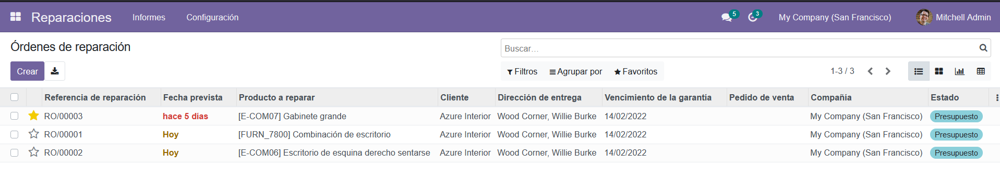 Reparaciones Informes Configuración 5 3 My Company (San Francisco) Mitchell Admin
Órdenes de reparación
Buscar...
Crear
Filtros Agrupar por Favoritos 1-3 / 3
Referencia de reparación Fecha prevista Producto a reparar Cliente Dirección de entrega Vencimiento de la garantía Pedido de venta Compañía Estado
RO/00003 hace 5 días [E-COM07] Gabinete grande Azure Interior Wood Corner, Willie Burke 14/02/2022 My Company (San Francisco) Presupuesto
RO/00001 Hoy [FURN_7800] Combinación de escritorio Azure Interior Wood Corner, Willie Burke 14/02/2022 My Company (San Francisco) Presupuesto
RO/00002 Hoy [E-COM06] Escritorio de esquina derecho sentarse Azure Interior Wood Corner, Willie Burke 14/02/2022 My Company (San Francisco) Presupuesto